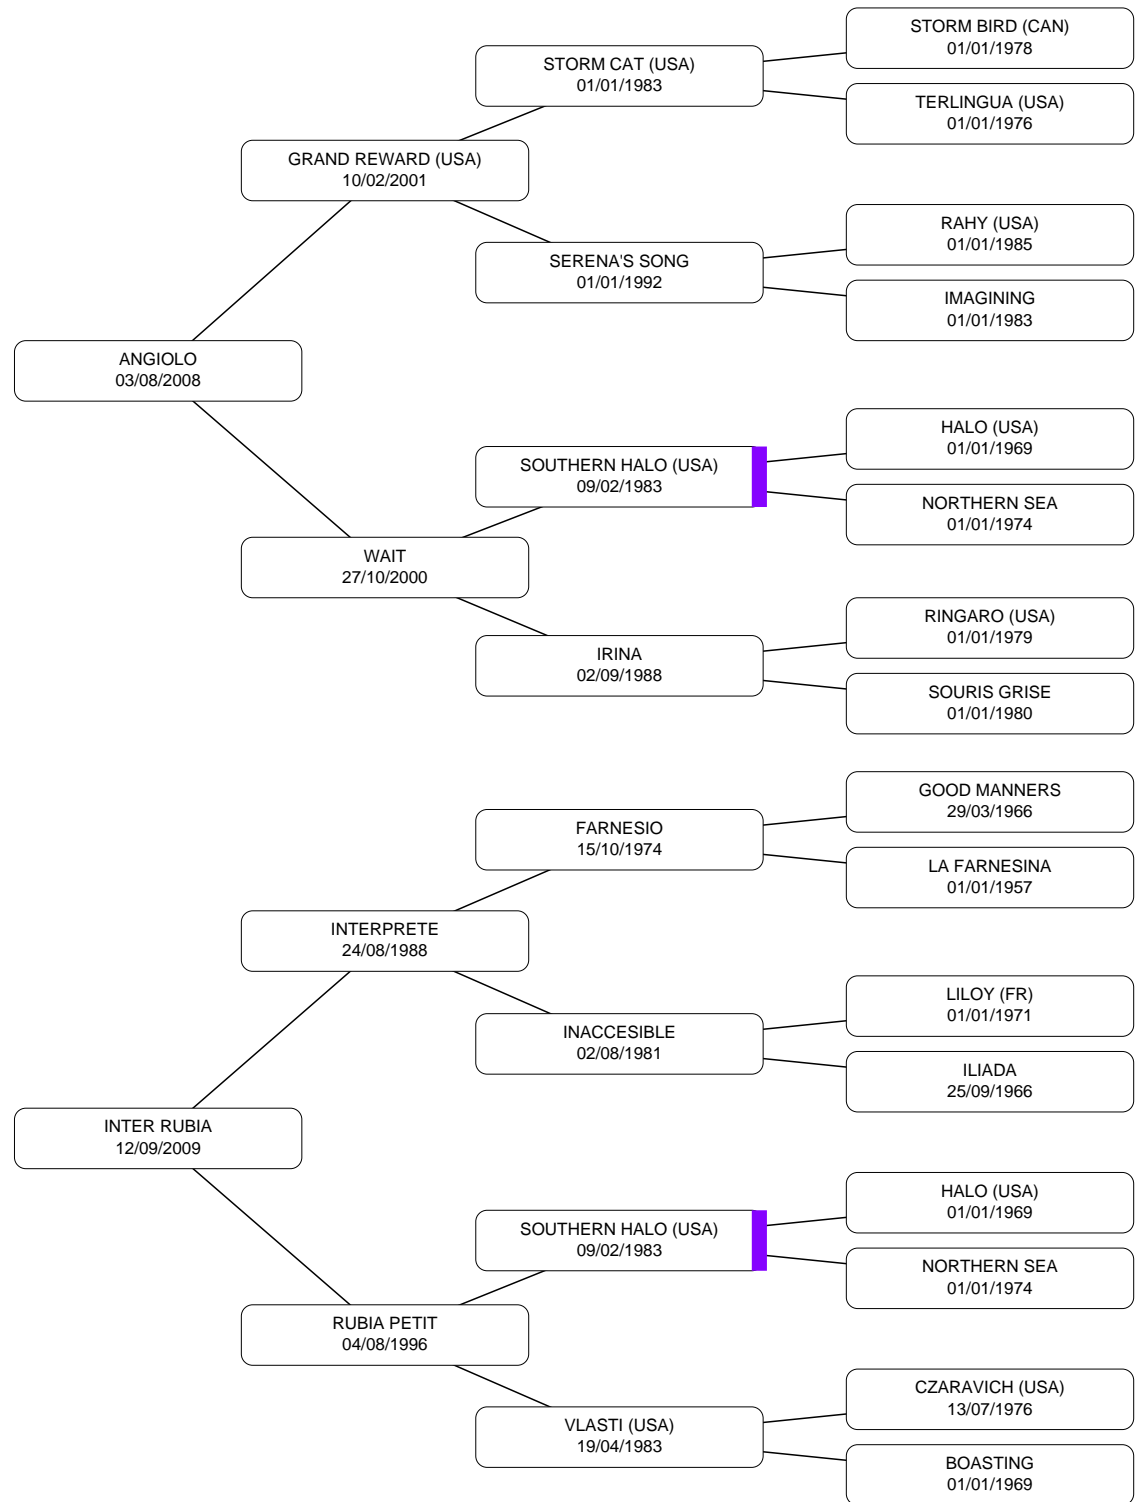 STORM BIRD (CAN)
01/01/1978
STORM CAT (USA)
01/01/1983
TERLINGUA (USA)
01/01/1976
GRAND REWARD (USA)
10/02/2001
RAHY (USA)
01/01/1985
SERENA'S SONG
01/01/1992
IMAGINING
01/01/1983
ANGIOLO
03/08/2008
HALO (USA)
01/01/1969
SOUTHERN HALO (USA)
09/02/1983
NORTHERN SEA
01/01/1974
WAIT
27/10/2000
RINGARO (USA)
01/01/1979
IRINA
02/09/1988
SOURIS GRISE
01/01/1980
GOOD MANNERS
29/03/1966
FARNESIO
15/10/1974
LA FARNESINA
01/01/1957
INTERPRETE
24/08/1988
LILOY (FR)
01/01/1971
INACCESIBLE
02/08/1981
ILIADA
25/09/1966
INTER RUBIA
12/09/2009
HALO (USA)
01/01/1969
SOUTHERN HALO (USA)
09/02/1983
NORTHERN SEA
01/01/1974
RUBIA PETIT
04/08/1996
CZARAVICH (USA)
13/07/1976
VLASTI (USA)
19/04/1983
BOASTING
01/01/1969